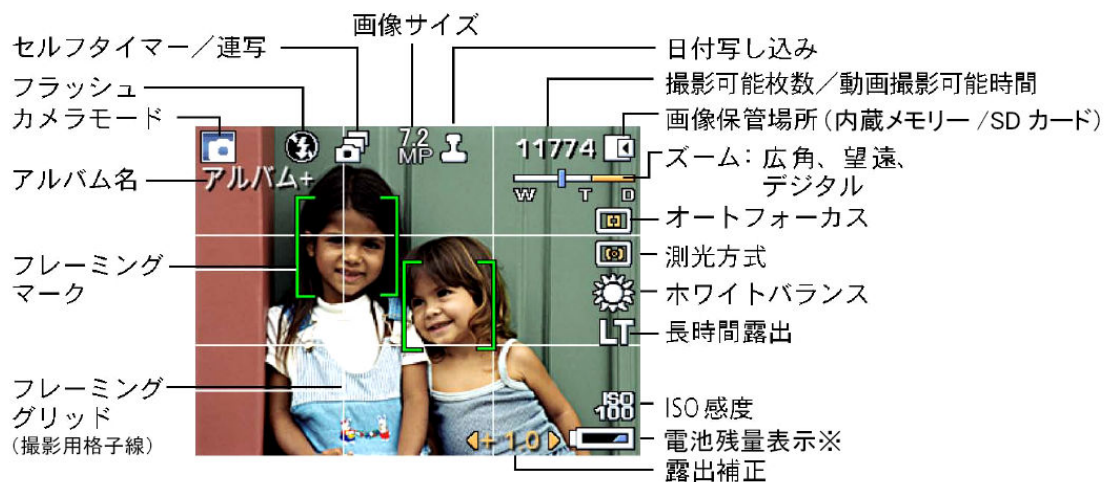 画像サイズ
セルフタイマー／連写
フラッシュ
カメラモード
アルバム名
フレーミング
マーク
フレーミング
グリッド
(撮影用格子線)
7.2
MP
11774
アルバム+
W T D
LT
ISO
100
+ 1.0
日付写し込み
撮影可能枚数／動画撮影可能時間
画像保管場所（内蔵メモリー /SD カード）
ズーム：広角、望遠、
デジタル
オートフォーカス
測光方式
ホワイトバランス
長時間露出
ISO 感度
電池残量表示※
露出補正